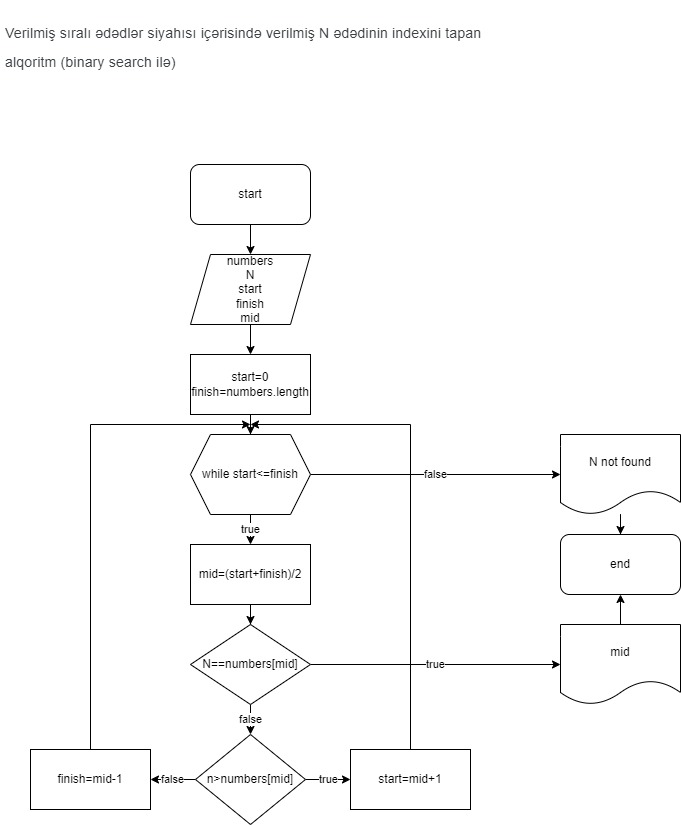 Verilmiş sıralı ədədlər siyahısı içərisində verilmiş N ədədinin indexini tapan
alqoritm (binary search ilə)
start
numbers
N
start
finish
mid
start=0
finish=numbers.length
while start<=finish
false
N not found
true
end
mid=(start+finish)/2
N==numbers[mid]
true
mid
false
finish=mid-1
false
n>numbers[mid]
true
start=mid+1